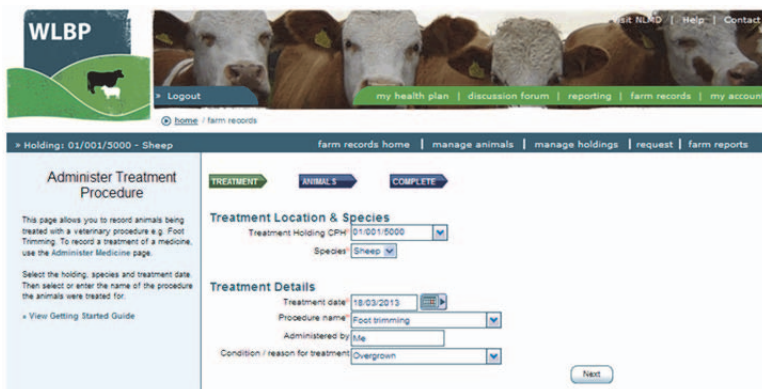 WLBP
Visit NLMD | Help | Contact
» Logout
my health plan | discussion forum | reporting | farm records | my account
home / farm records
» Holding: 01/001/5000 - Sheep
farm records home | manage animals | manage holdings | request | farm reports
Administer Treatment
Procedure
This page allows you to record animals being
treated with a veterinary procedure e.g. Foot
Trimming. To record a treatment of a medicine,
use the Administer Medicine page.
Select the holding, species and treatment date.
Then select or enter the name of the procedure
the animals were treated for.
» View Getting Started Guide
TREATMENT
ANIMALS
COMPLETE
Treatment Location & Species
Treatment Holding CPH* 01/001/5000
Species* Sheep
Treatment Details
Treatment date* 18/03/2013
Procedure name* Foot trimming
Administered by Me
Condition / reason for treatment Overgrown
Next